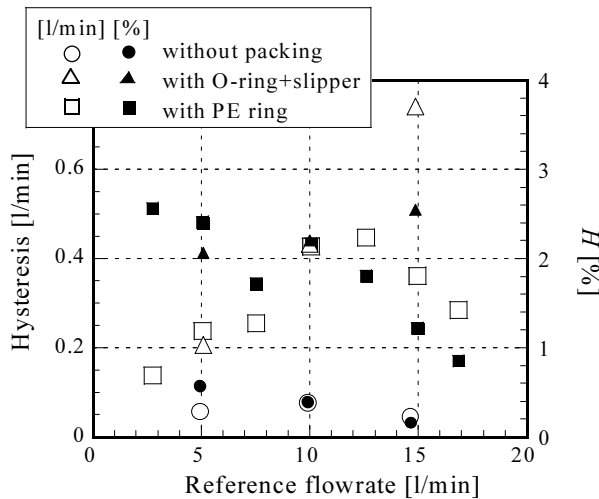 [l/min] [%]
without packing
with O-ring+slipper
with PE ring
4
0.6
3
0.4
2
0.2
1
0
0
0
5
10
15
20
Hysteresis [l/min]
H [%]
Reference flowrate [l/min]